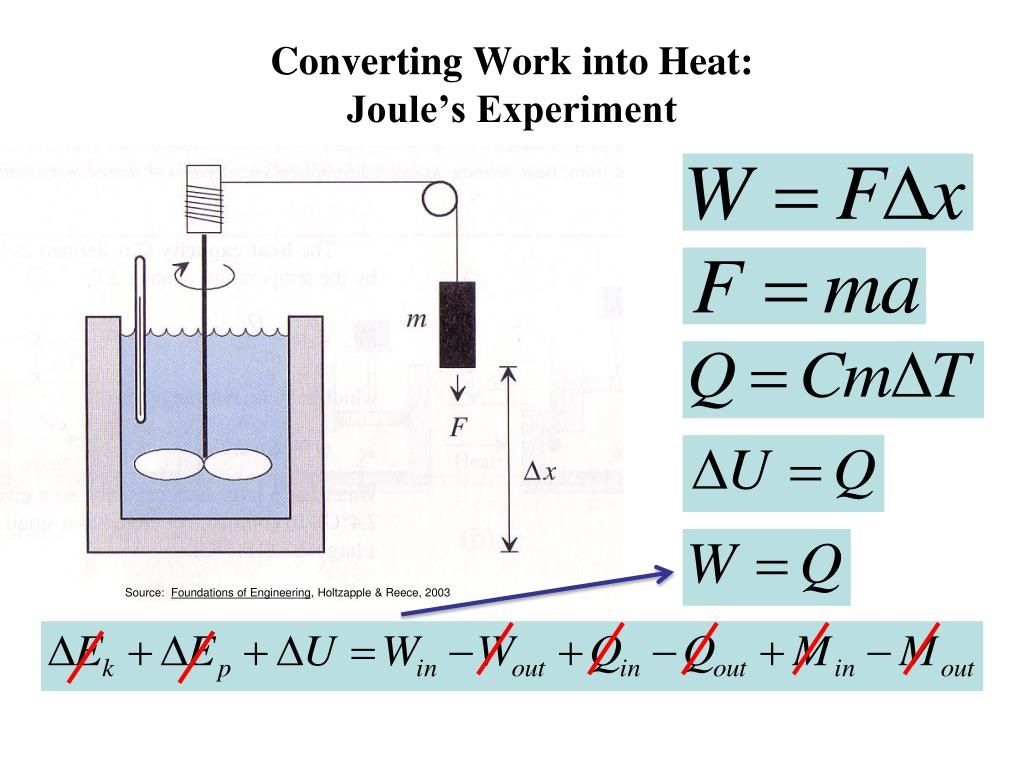 Converting Work into Heat:
Joule’s Experiment
W = FΔx
F = ma
Q = CmΔT
ΔU = Q
W = Q
m
F
Δx
Source: Foundations of Engineering, Holtzapple & Reece, 2003
ΔE_k + ΔE_p + ΔU = W_in − W_out + Q_in − Q_out + M_in − M_out